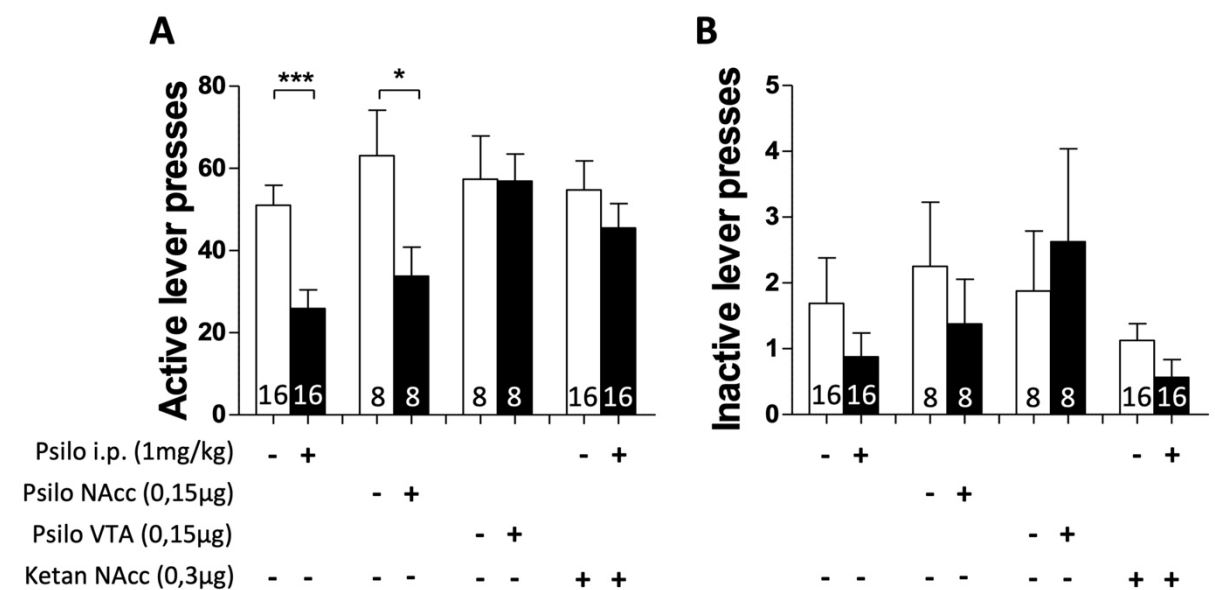 A B
*** *
Active lever presses
80
60
40
20
0
16 16 8 8 8 8 16 16
Inactive lever presses
5
4
3
2
1
0
16 16 8 8 8 8 16 16
Psilo i.p. (1mg/kg) - + - + - + - +
Psilo NAcc (0,15µg) - + - +
Psilo VTA (0,15µg) - + - +
Ketan NAcc (0,3µg) - - - - - - + + - - - - - - + +